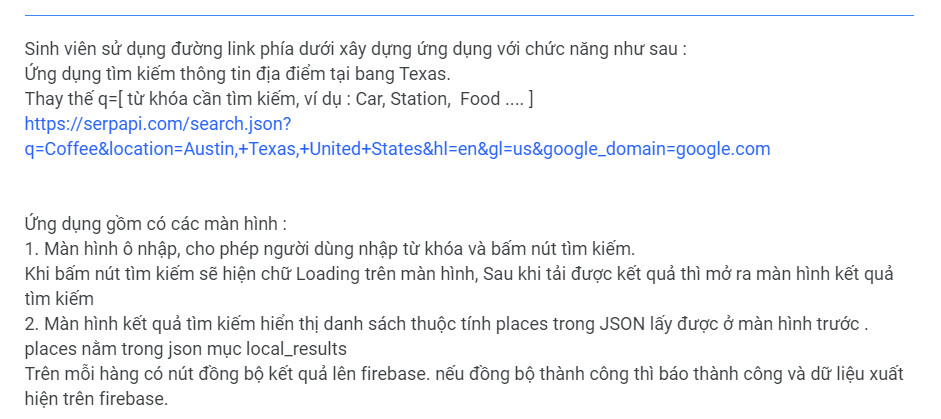 Sinh viên sử dụng đường link phía dưới xây dựng ứng dụng với chức năng như sau :
Ứng dụng tìm kiếm thông tin địa điểm tại bang Texas.
Thay thế q=[ từ khóa cần tìm kiếm, ví dụ : Car, Station,  Food .... ]
https://serpapi.com/search.json?
q=Coffee&location=Austin,+Texas,+United+States&hl=en&gl=us&google_domain=google.com
Ứng dụng gồm có các màn hình :
1. Màn hình ô nhập, cho phép người dùng nhập từ khóa và bấm nút tìm kiếm.
Khi bấm nút tìm kiếm sẽ hiện chữ Loading trên màn hình, Sau khi tải được kết quả thì mở ra màn hình kết quả
tìm kiếm
2. Màn hình kết quả tìm kiếm hiển thị danh sách thuộc tính places trong JSON lấy được ở màn hình trước .
places nằm trong json mục local_results
Trên mỗi hàng có nút đồng bộ kết quả lên firebase. nếu đồng bộ thành công thì báo thành công và dữ liệu xuất
hiện trên firebase.